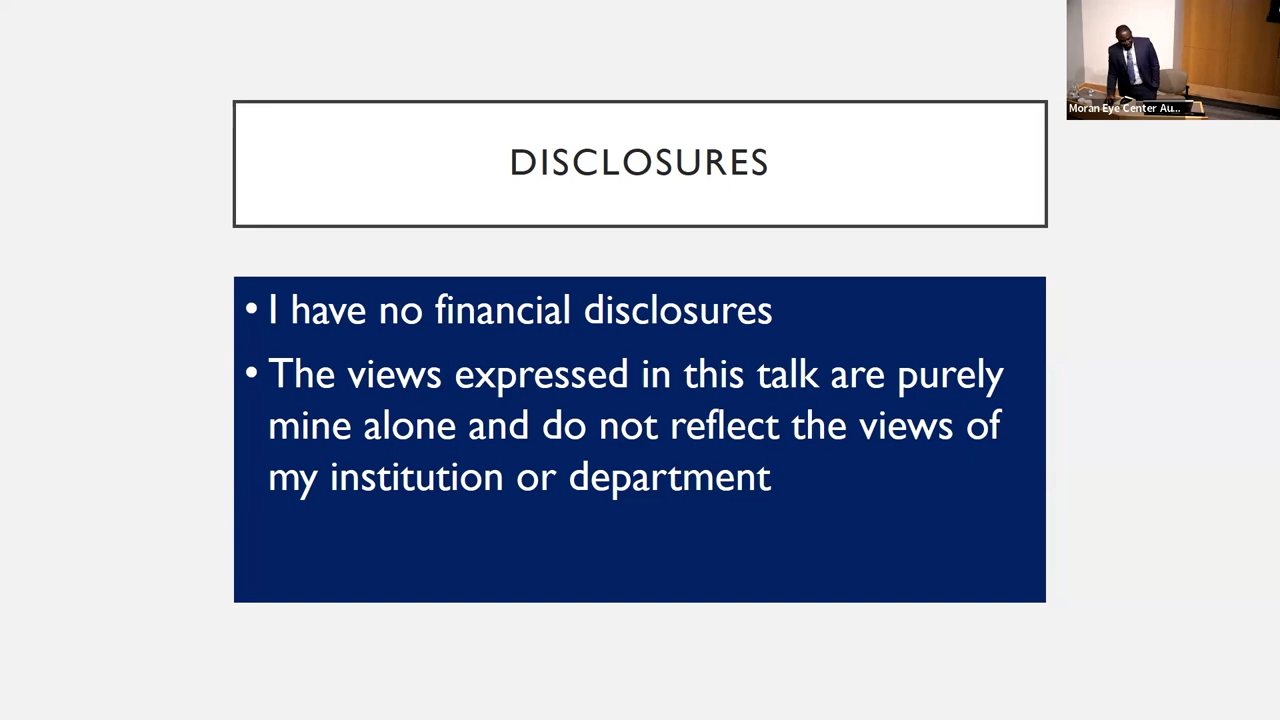 DISCLOSURES
• I have no financial disclosures
• The views expressed in this talk are purely
mine alone and do not reflect the views of
my institution or department
Moran Eye Center Au...